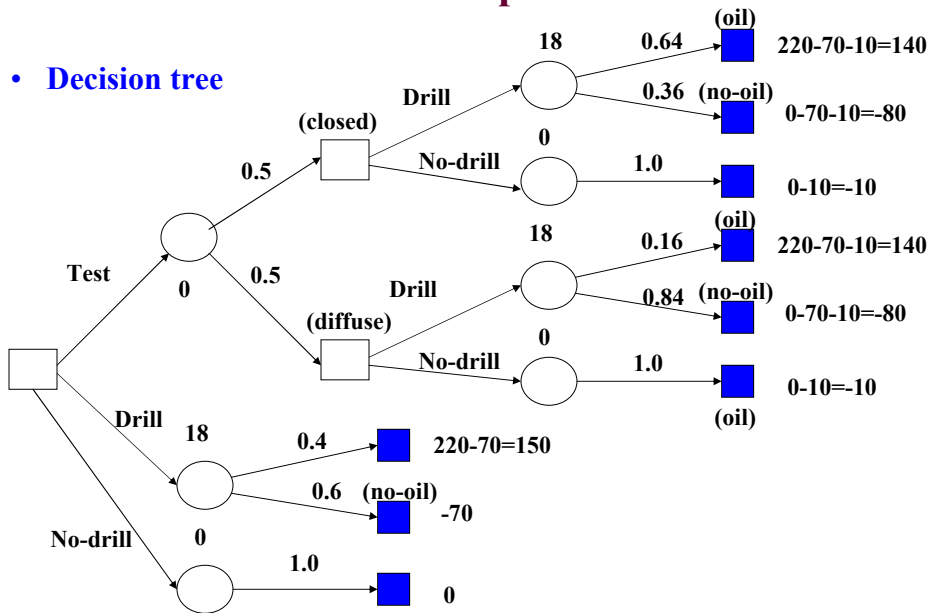 18
0.64
(oil)
220-70-10=140
• Decision tree
Drill
0.36
(no-oil)
0-70-10=-80
(closed)
0
No-drill
1.0
0-10=-10
0.5
(oil)
18
0.16
220-70-10=140
Test
0.5
0
Drill
0.84
(no-oil)
0-70-10=-80
(diffuse)
0
No-drill
1.0
0-10=-10
(oil)
Drill
18
0.4
220-70=150
0.6
(no-oil)
-70
No-drill
0
1.0
0